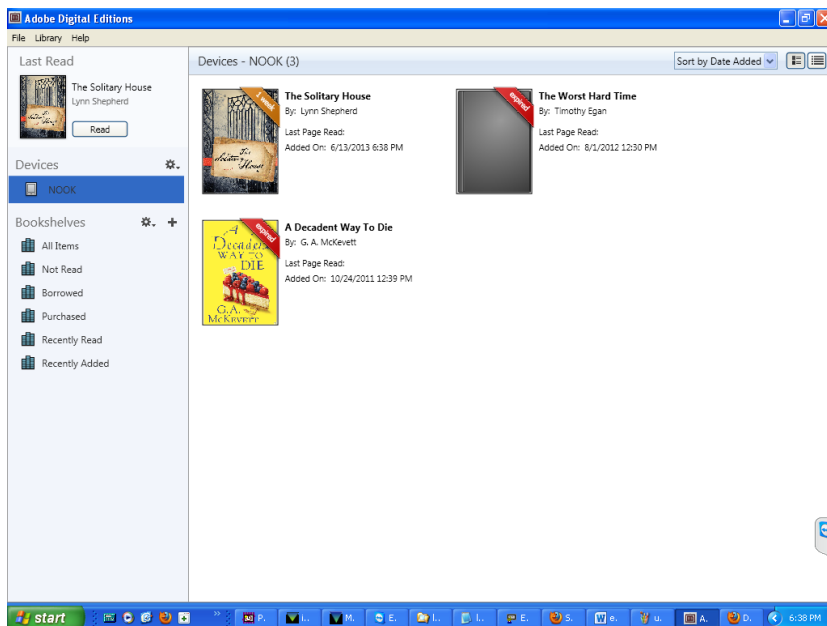 Adobe Digital Editions
File Library Help
Last Read
The Solitary House
Lynn Shepherd
Read
Devices
NOOK
Bookshelves
All Items
Not Read
Borrowed
Purchased
Recently Read
Recently Added
Devices - NOOK (3)
Sort by Date Added
1 week
The Solitary House
By: Lynn Shepherd
Last Page Read:
Added On: 6/13/2013 6:38 PM
expired
The Worst Hard Time
By: Timothy Egan
Last Page Read:
Added On: 8/1/2012 12:30 PM
expired
A Decadent
WAY TO
DIE
G.A.
McKEVETT
A Decadent Way To Die
By: G. A. McKevett
Last Page Read:
Added On: 10/24/2011 12:39 PM
start
P.
i..
M.
E.
I..
I..
E.
S.
e.
u.
A.
D.
6:38 PM